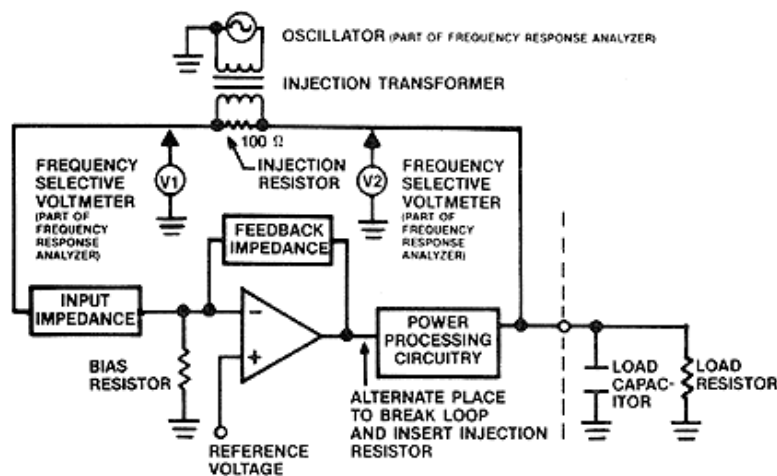 OSCILLATOR (PART OF FREQUENCY RESPONSE ANALYZER)
INJECTION TRANSFORMER
100 Ω
INJECTION
RESISTOR
FREQUENCY
SELECTIVE
VOLTMETER
(PART OF
FREQUENCY
RESPONSE
ANALYZER)
V1
V2
FREQUENCY
SELECTIVE
VOLTMETER
(PART OF
FREQUENCY
RESPONSE
ANALYZER)
FEEDBACK
IMPEDANCE
INPUT
IMPEDANCE
BIAS
RESISTOR
−
+
REFERENCE
VOLTAGE
POWER
PROCESSING
CIRCUITRY
ALTERNATE PLACE
TO BREAK LOOP
AND INSERT INJECTION
RESISTOR
LOAD
CAPAC-
ITOR
LOAD
RESISTOR